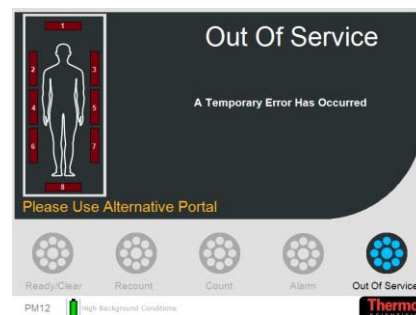 1
Out Of Service
2
3
A Temporary Error Has Occurred
4
5
6
7
8
Please Use Alternative Portal
Ready/Clear
Recount
Count
Alarm
Out Of Service
PM12
High Background Conditions
Thermo
SCIENTIFIC